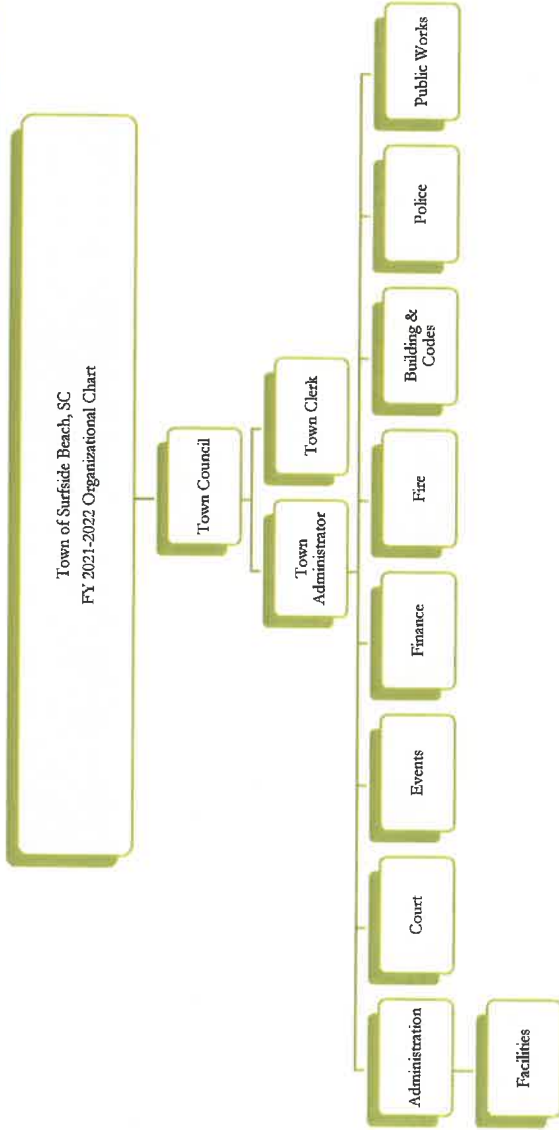 Town of Surfside Beach, SC
FY 2021-2022 Organizational Chart
Town Council
Town
Administrator
Town Clerk
Administration
Court
Events
Finance
Fire
Building &
Codes
Police
Public Works
Facilities